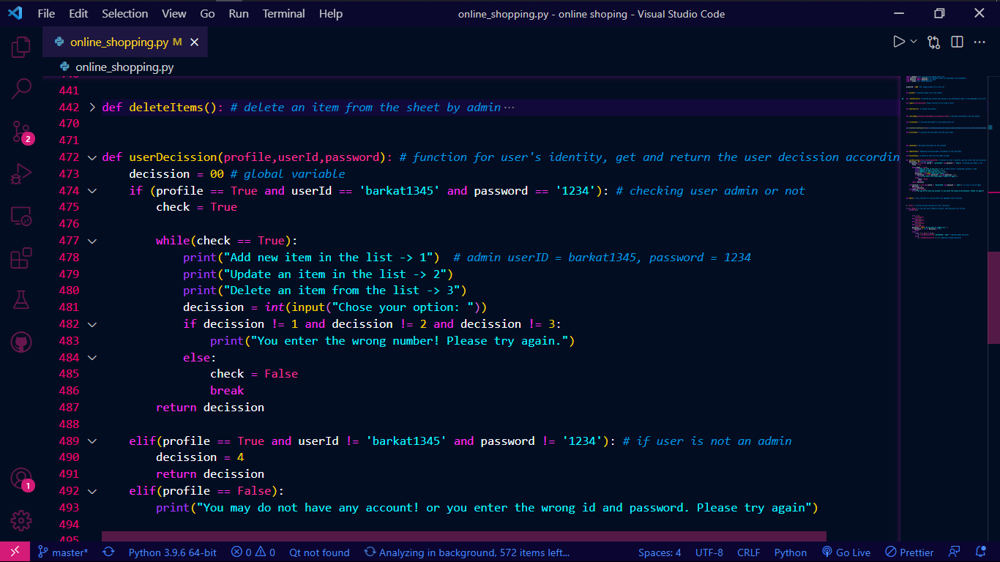 File Edit Selection View Go Run Terminal Help online_shopping.py - online shoping - Visual Studio Code
online_shopping.py M
online_shopping.py
441
442 def deleteItems(): # delete an item from the sheet by admin ···
470
471
472 def userDecission(profile,userId,password): # function for user's identity, get and return the user decission accordin
473 decission = 00 # global variable
474 if (profile == True and userId == 'barkat1345' and password == '1234'): # checking user admin or not
475 check = True
476
477 while(check == True):
478 print("Add new item in the list -> 1") # admin userID = barkat1345, password = 1234
479 print("Update an item in the list -> 2")
480 print("Delete an item from the list -> 3")
481 decission = int(input("Chose your option: "))
482 if decission != 1 and decission != 2 and decission != 3:
483 print("You enter the wrong number! Please try again.")
484 else:
485 check = False
486 break
487 return decission
488
489 elif(profile == True and userId != 'barkat1345' and password != '1234'): # if user is not an admin
490 decission = 4
491 return decission
492 elif(profile == False):
493 print("You may do not have any account! or you enter the wrong id and password. Please try again")
494
495
2
1
master* Python 3.9.6 64-bit 0 0 Qt not found Analyzing in background, 572 items left... Spaces: 4 UTF-8 CRLF Python Go Live Prettier